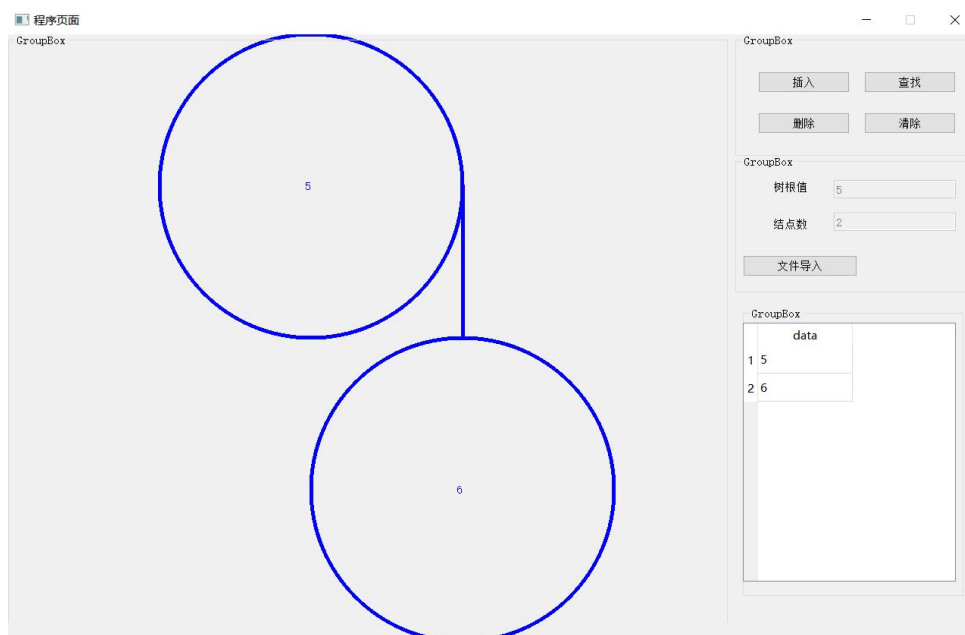 程序页面
GroupBox
5
6
GroupBox
插入 查找
删除 清除
GroupBox
树根值 5
结点数 2
文件导入
GroupBox
data
1 5
2 6